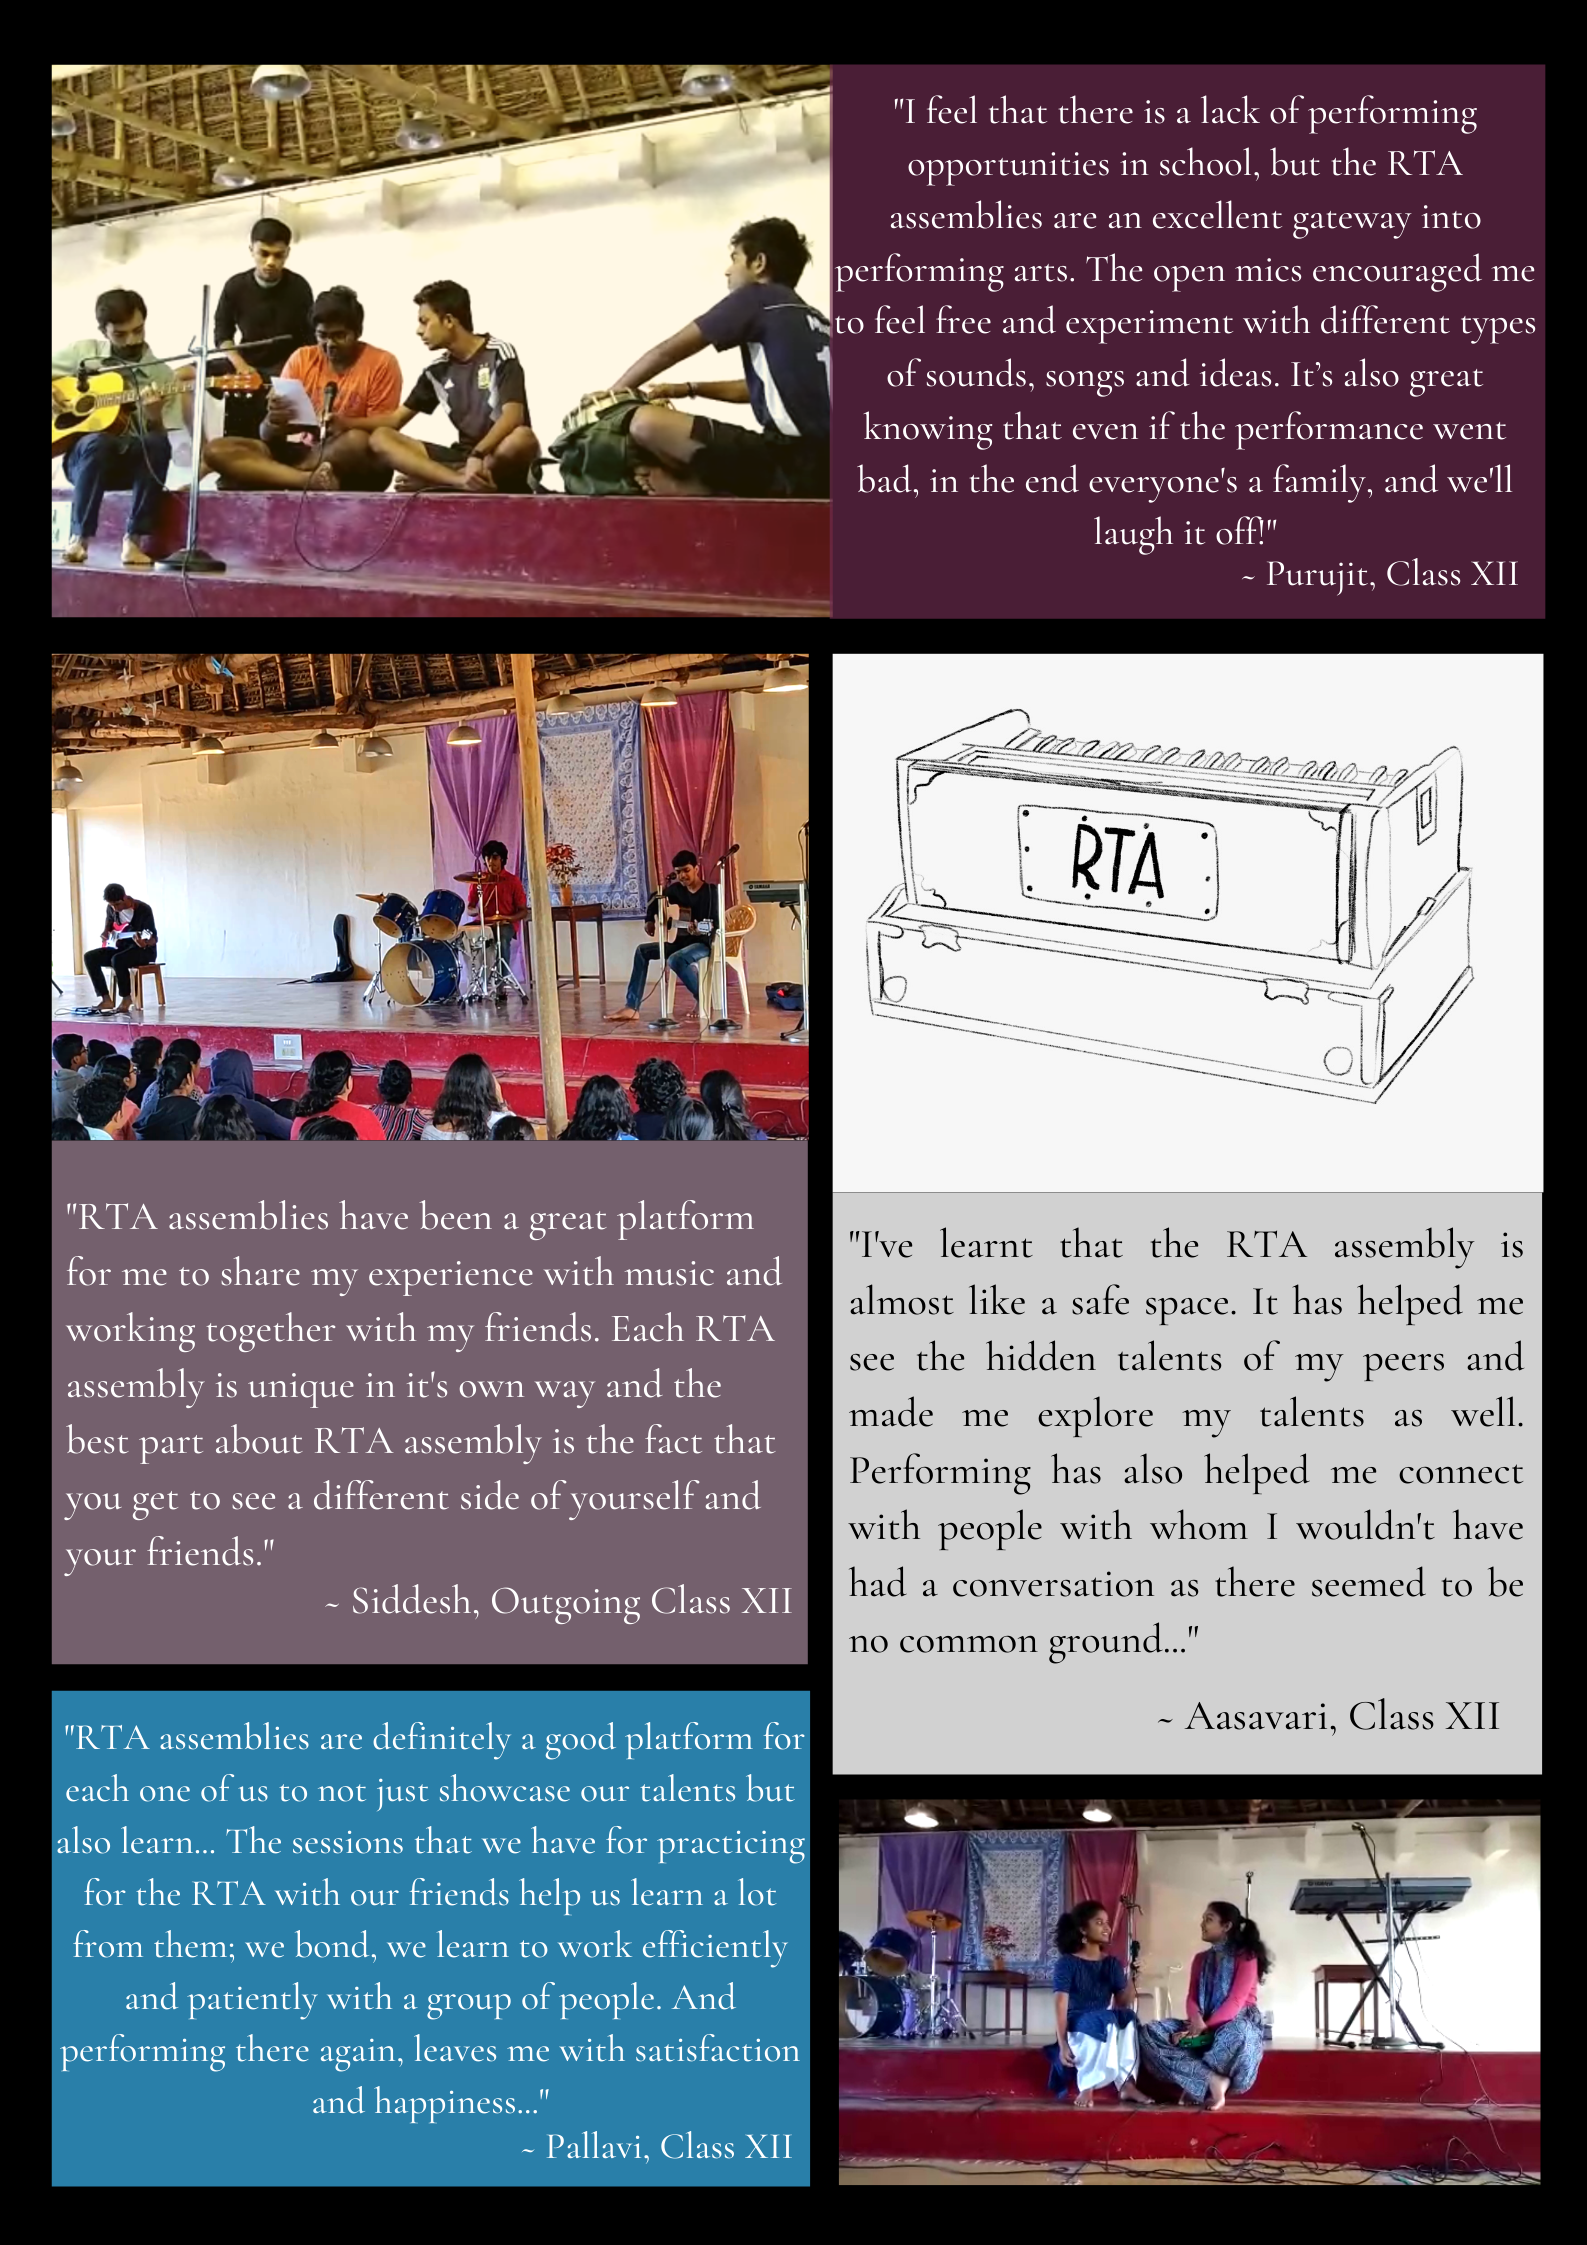 "I feel that there is a lack of performing
opportunities in school, but the RTA
assemblies are an excellent gateway into
performing arts. The open mics encouraged me
to feel free and experiment with different types
of sounds, songs and ideas. It’s also great
knowing that even if the performance went
bad, in the end everyone's a family, and we'll
laugh it off!"
~ Purujit, Class XII
RTA
"RTA assemblies have been a great platform
for me to share my experience with music and
working together with my friends. Each RTA
assembly is unique in it's own way and the
best part about RTA assembly is the fact that
you get to see a different side of yourself and
your friends."
~ Siddesh, Outgoing Class XII
"I've learnt that the RTA assembly is
almost like a safe space. It has helped me
see the hidden talents of my peers and
made me explore my talents as well.
Performing has also helped me connect
with people with whom I wouldn't have
had a conversation as there seemed to be
no common ground..."
~ Aasavari, Class XII
"RTA assemblies are definitely a good platform for
each one of us to not just showcase our talents but
also learn... The sessions that we have for practicing
for the RTA with our friends help us learn a lot
from them; we bond, we learn to work efficiently
and patiently with a group of people. And
performing there again, leaves me with satisfaction
and happiness..."
~ Pallavi, Class XII